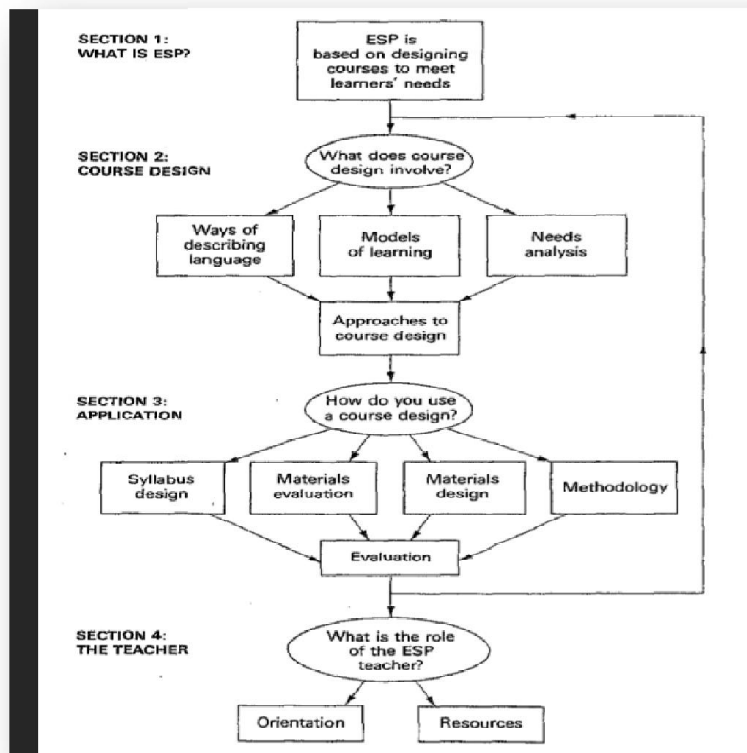 SECTION 1:
WHAT IS ESP?
ESP is
based on designing
courses to meet
learners' needs
SECTION 2:
COURSE DESIGN
What does course
design involve?
Ways of
describing
language
Models
of learning
Needs
analysis
Approaches to
course design
SECTION 3:
APPLICATION
How do you use
a course design?
Syllabus
design
Materials
evaluation
Materials
design
Methodology
Evaluation
SECTION 4:
THE TEACHER
What is the role
of the ESP
teacher?
Orientation
Resources